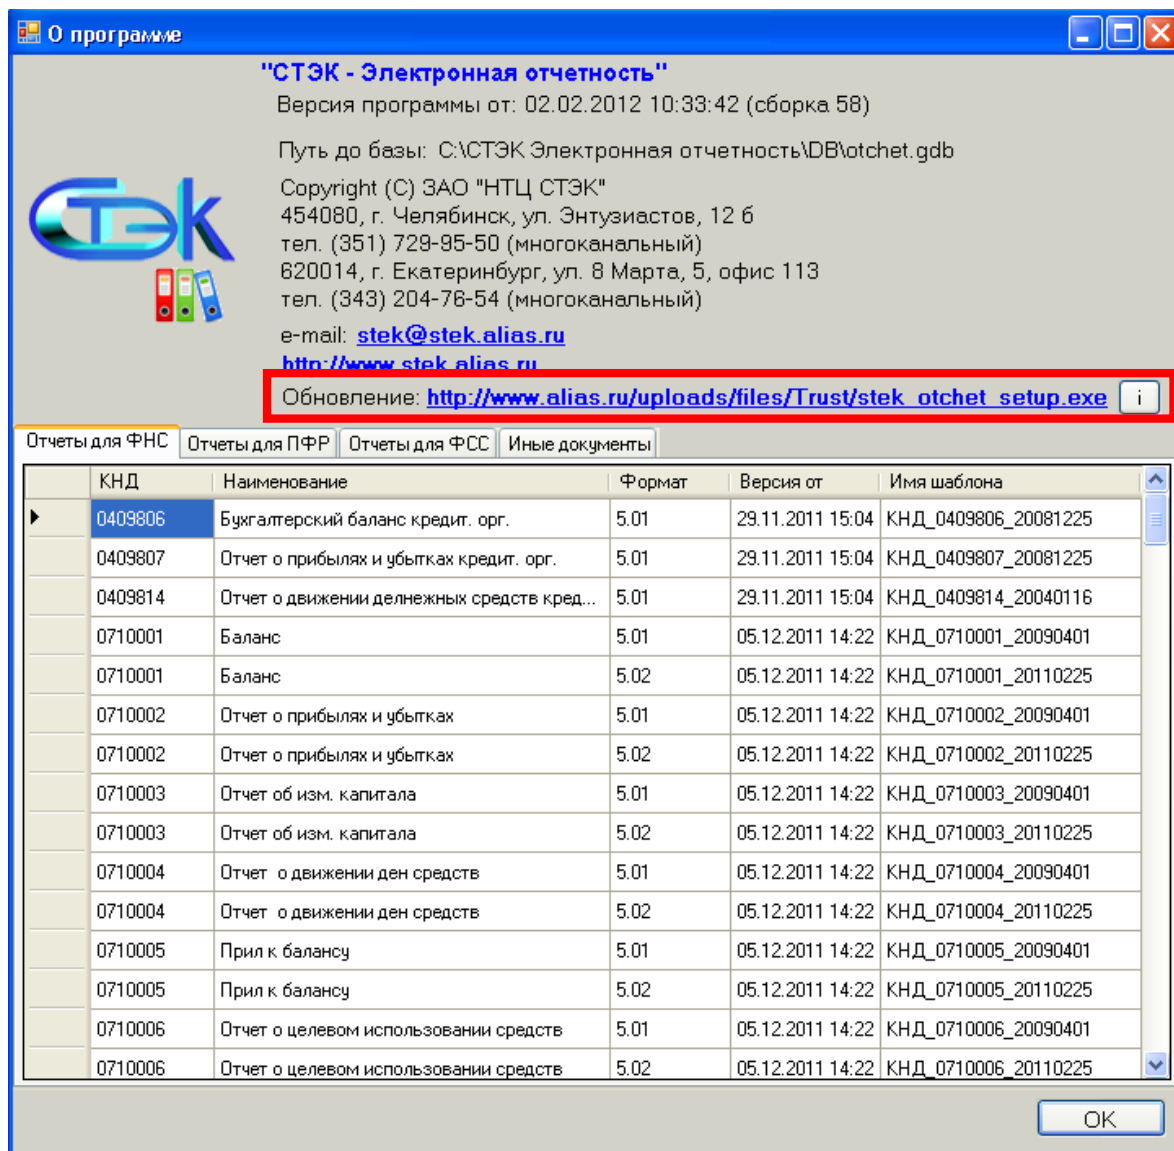 О программе
"СТЭК - Электронная отчетность"
Версия программы от: 02.02.2012 10:33:42 (сборка 58)
Путь до базы: C:\СТЭК Электронная отчетность\DB\otchet.gdb
СТЭК
Copyright (C) ЗАО "НТЦ СТЭК"
454080, г. Челябинск, ул. Энтузиастов, 12 б
тел. (351) 729-95-50 (многоканальный)
620014, г. Екатеринбург, ул. 8 Марта, 5, офис 113
тел. (343) 204-76-54 (многоканальный)
e-mail: stek@stek.alias.ru
http://www.stek.alias.ru
Обновление: http://www.alias.ru/uploads/files/Trust/stek_otchet_setup.exe i
Отчеты для ФНС Отчеты для ПФР Отчеты для ФСС Иные документы
КНД Наименование Формат Версия от Имя шаблона
0409806 Бухгалтерский баланс кредит. орг. 5.01 29.11.2011 15:04 КНД_0409806_20081225
0409807 Отчет о прибылях и убытках кредит. орг. 5.01 29.11.2011 15:04 КНД_0409807_20081225
0409814 Отчет о движении делнежных средств кред... 5.01 29.11.2011 15:04 КНД_0409814_20040116
0710001 Баланс 5.01 05.12.2011 14:22 КНД_0710001_20090401
0710001 Баланс 5.02 05.12.2011 14:22 КНД_0710001_20110225
0710002 Отчет о прибылях и убытках 5.01 05.12.2011 14:22 КНД_0710002_20090401
0710002 Отчет о прибылях и убытках 5.02 05.12.2011 14:22 КНД_0710002_20110225
0710003 Отчет об изм. капитала 5.01 05.12.2011 14:22 КНД_0710003_20090401
0710003 Отчет об изм. капитала 5.02 05.12.2011 14:22 КНД_0710003_20110225
0710004 Отчет о движении ден средств 5.01 05.12.2011 14:22 КНД_0710004_20090401
0710004 Отчет о движении ден средств 5.02 05.12.2011 14:22 КНД_0710004_20110225
0710005 Прил к балансу 5.01 05.12.2011 14:22 КНД_0710005_20090401
0710005 Прил к балансу 5.02 05.12.2011 14:22 КНД_0710005_20110225
0710006 Отчет о целевом использовании средств 5.01 05.12.2011 14:22 КНД_0710006_20090401
0710006 Отчет о целевом использовании средств 5.02 05.12.2011 14:22 КНД_0710006_20110225
OK